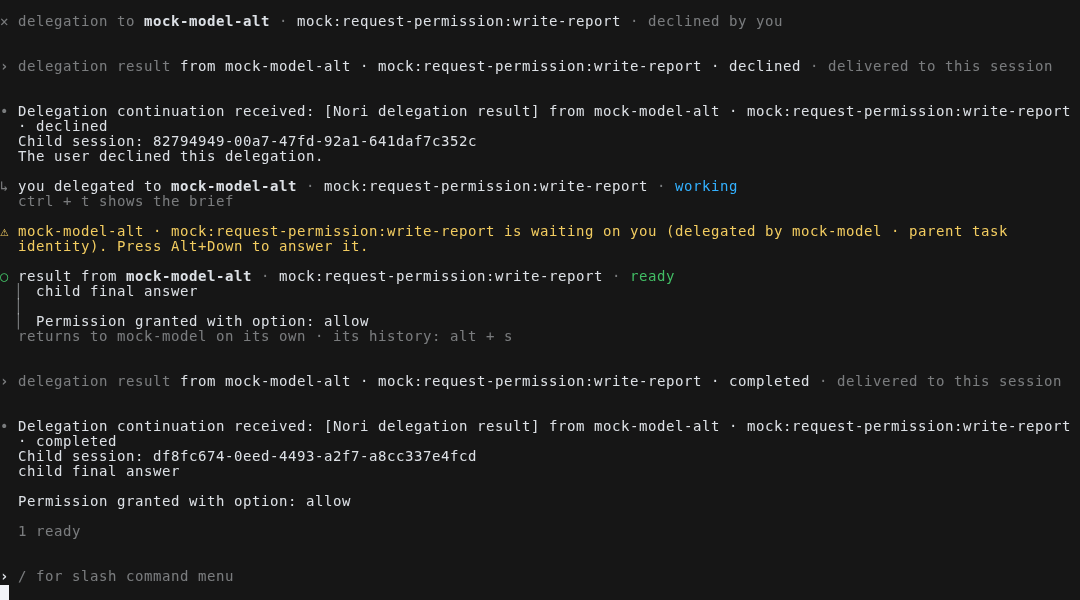 × delegation to mock-model-alt · mock:request-permission:write-report · declined by you
› delegation result from mock-model-alt · mock:request-permission:write-report · declined · delivered to this session
• Delegation continuation received: [Nori delegation result] from mock-model-alt · mock:request-permission:write-report
· declined
Child session: 82794949-00a7-47fd-92a1-641daf7c352c
The user declined this delegation.
↳ you delegated to mock-model-alt · mock:request-permission:write-report · working
ctrl + t shows the brief
⚠ mock-model-alt · mock:request-permission:write-report is waiting on you (delegated by mock-model · parent task
identity). Press Alt+Down to answer it.
○ result from mock-model-alt · mock:request-permission:write-report · ready
child final answer
Permission granted with option: allow
returns to mock-model on its own · its history: alt + s
› delegation result from mock-model-alt · mock:request-permission:write-report · completed · delivered to this session
• Delegation continuation received: [Nori delegation result] from mock-model-alt · mock:request-permission:write-report
· completed
Child session: df8fc674-0eed-4493-a2f7-a8cc337e4fcd
child final answer
Permission granted with option: allow
1 ready
› / for slash command menu